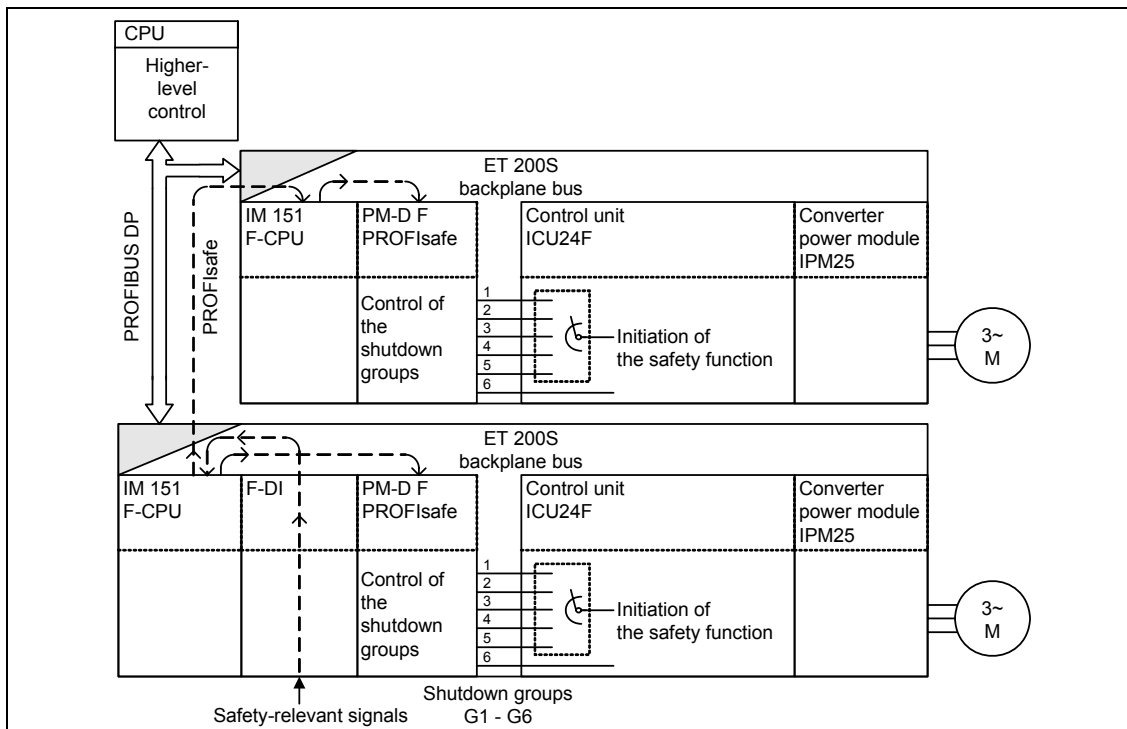 CPU
Higher-
level
control
PROFIBUS DP
PROFIsafe
ET 200S
backplane bus
IM 151
F-CPU
PM-D F
PROFIsafe
Control unit
ICU24F
Converter
power module
IPM25
Control of
the
shutdown
groups
1
2
3
4
5
6
Initiation of
the safety function
3~
M
ET 200S
backplane bus
IM 151
F-CPU
F-DI
PM-D F
PROFIsafe
Control unit
ICU24F
Converter
power module
IPM25
Control of
the
shutdown
groups
1
2
3
4
5
6
Initiation of
the safety function
3~
M
Safety-relevant signals
Shutdown groups
G1 - G6